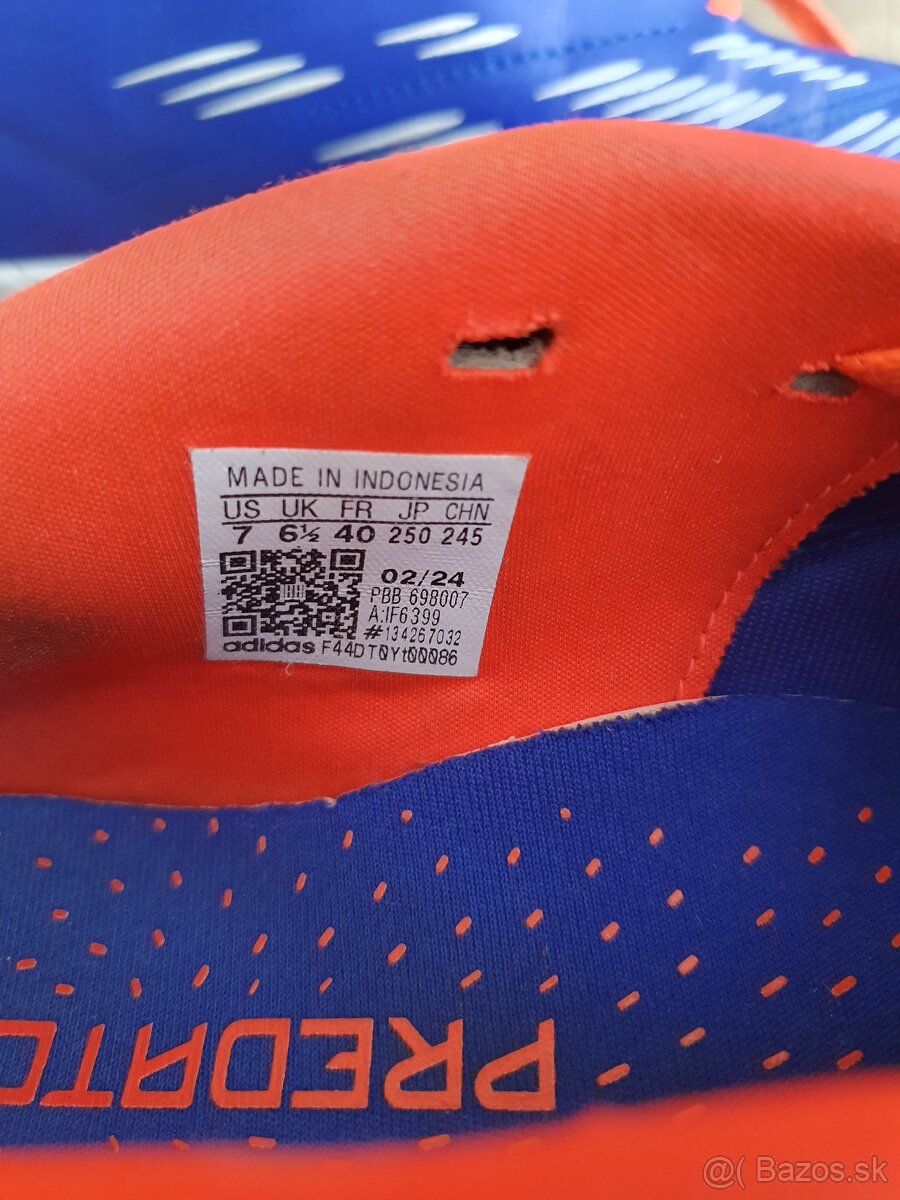 MADE IN INDONESIA
US UK FR JP CHN
7 6½ 40 250 245
02/24
PBB 698007
A:IF6399
#134267032
adidas F44DTQYt00086
PREDATO
@( Bazos.sk